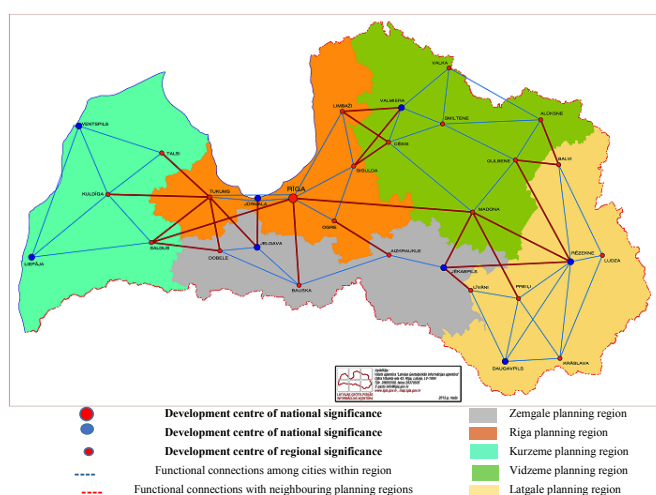 VALKA
VENTSPILS
LIMBAŽI
VALMIERA
SMILTENE
ALŪKSNE
TALSI
CĒSIS
GULBENE
BALVI
SIGULDA
KULDĪGA
TUKUMS
RĪGA
JŪRMALA
MADONA
OGRE
SALDUS
DOBELE
JELGAVA
AIZKRAUKLE
LIEPĀJA
RĒZEKNE
LUDZA
JĒKABPILS
BAUSKA
LĪVĀNI
PREIĻI
DAUGAVPILS
KRĀSLAVA
Development centre of national significance
Development centre of national significance
Development centre of regional significance
Functional connections among cities within region
Functional connections with neighbouring planning regions
Zemgale planning region
Riga planning region
Kurzeme planning region
Vidzeme planning region
Latgale planning region